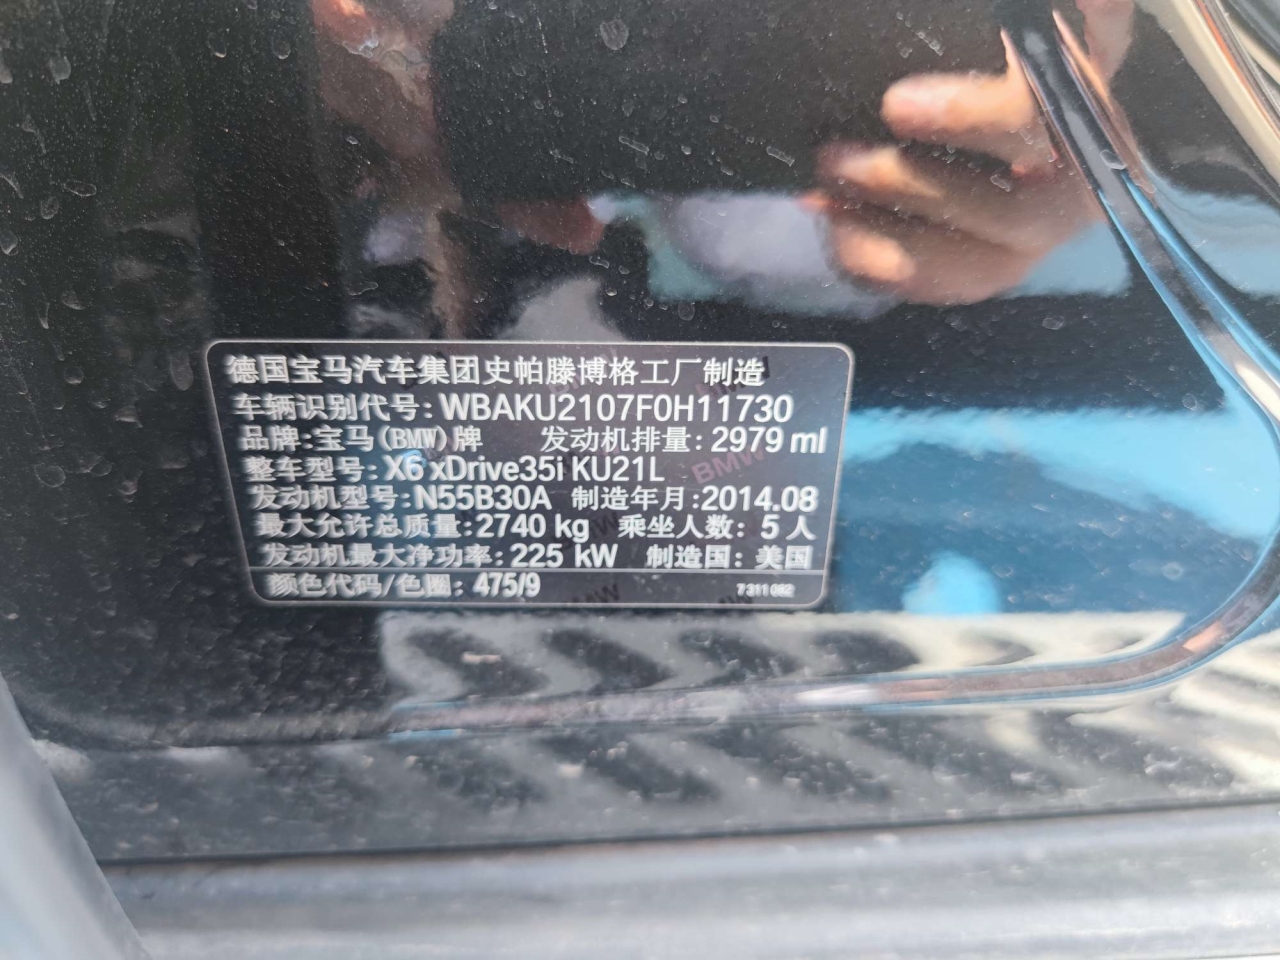 德国宝马汽车集团史帕滕博格工厂制造
车辆识别代号: WBAKU2107F0H11730
品牌: 宝马(BMW)牌 发动机排量: 2979 ml
整车型号: X6 xDrive35i KU21L
发动机型号: N55B30A 制造年月: 2014.08
最大允许总质量: 2740 kg 乘坐人数: 5 人
发动机最大净功率: 225 kW 制造国: 美国
颜色代码/色圈: 475/9 7 311 082